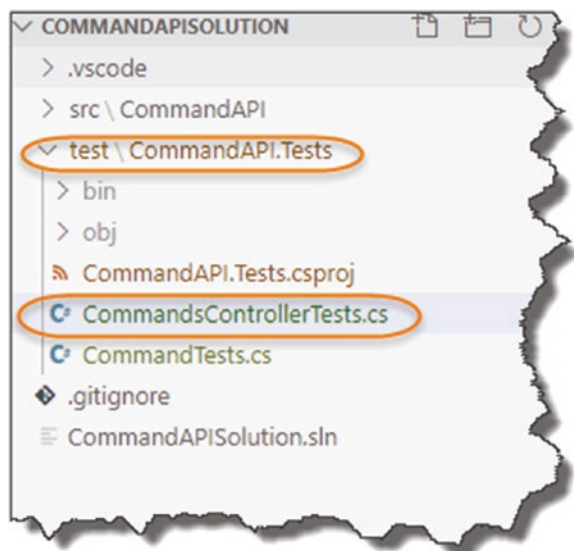 COMMANDAPISOLUTION
.vscode
src \ CommandAPI
test \ CommandAPI.Tests
bin
obj
CommandAPI.Tests.csproj
C# CommandsControllerTests.cs
C# CommandTests.cs
.gitignore
CommandAPISolution.sln